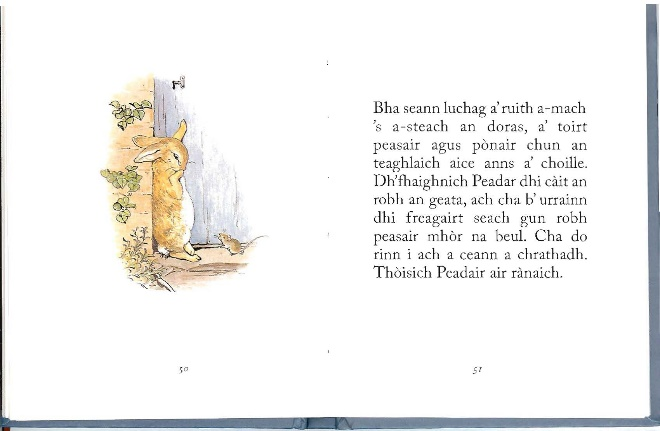 Bha seann luchag a' ruith a-mach
's a-steach an doras, a' toirt
peasair agus pònair chun an
teaghlaich aice anns a' choille.
Dh'fhaighnich Peadar dhi càit an
robh an geata, ach cha b' urrainn
dhi freagairt seach gun robh
peasair mhòr na beul. Cha do
rinn i ach a ceann a chrathadh.
Thòisich Peadair air rànaich.
50
51